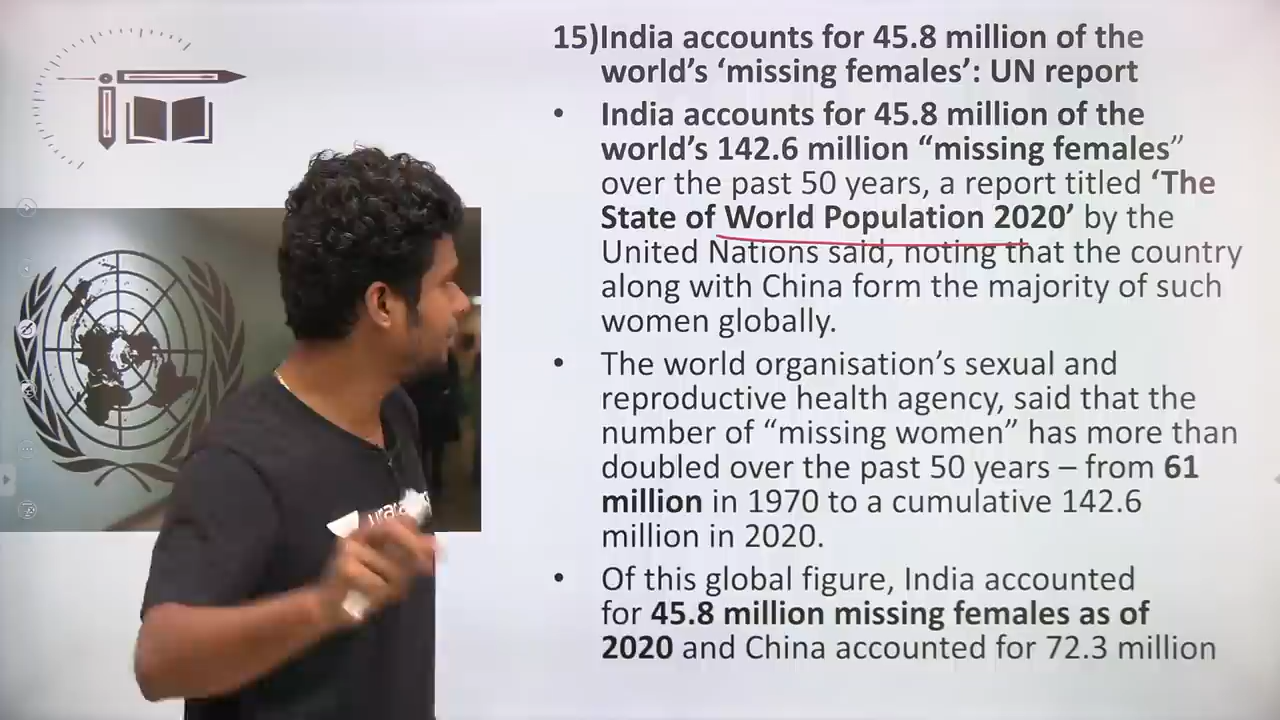 15)India accounts for 45.8 million of the
world's 'missing females': UN report
• India accounts for 45.8 million of the
world's 142.6 million “missing females”
over the past 50 years, a report titled ‘The
State of World Population 2020’ by the
United Nations said, noting that the country
along with China form the majority of such
women globally.
• The world organisation’s sexual and
reproductive health agency, said that the
number of “missing women” has more than
doubled over the past 50 years – from 61
million in 1970 to a cumulative 142.6
million in 2020.
• Of this global figure, India accounted
for 45.8 million missing females as of
2020 and China accounted for 72.3 million